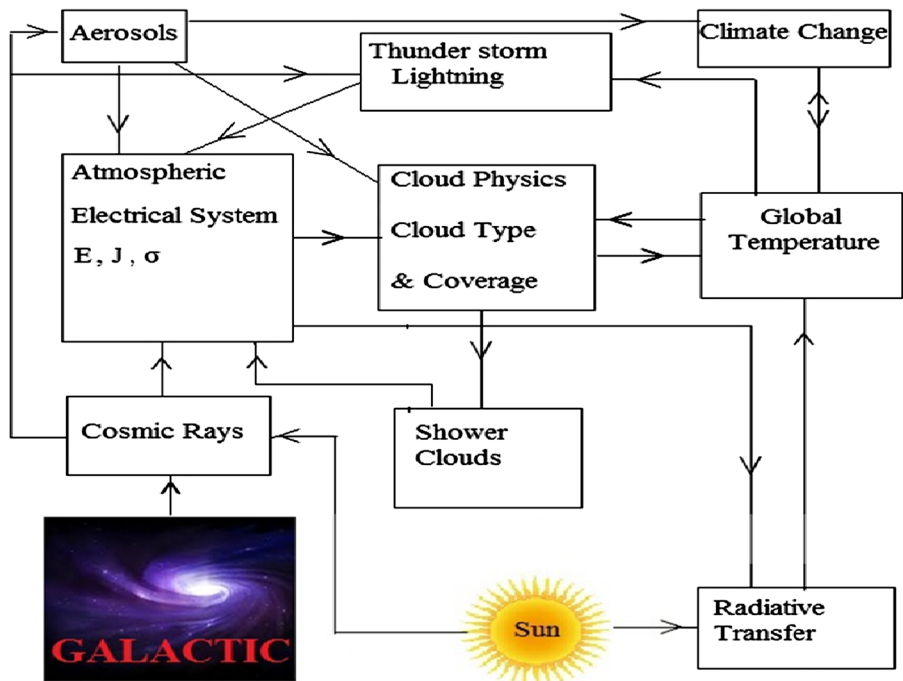 Aerosols
Climate Change
Thunder storm
Lightning
Atmospheric
Electrical System
E , J , σ
Cloud Physics
Cloud Type
& Coverage
Global
Temperature
Cosmic Rays
Shower
Clouds
GALACTIC
Sun
Radiative
Transfer